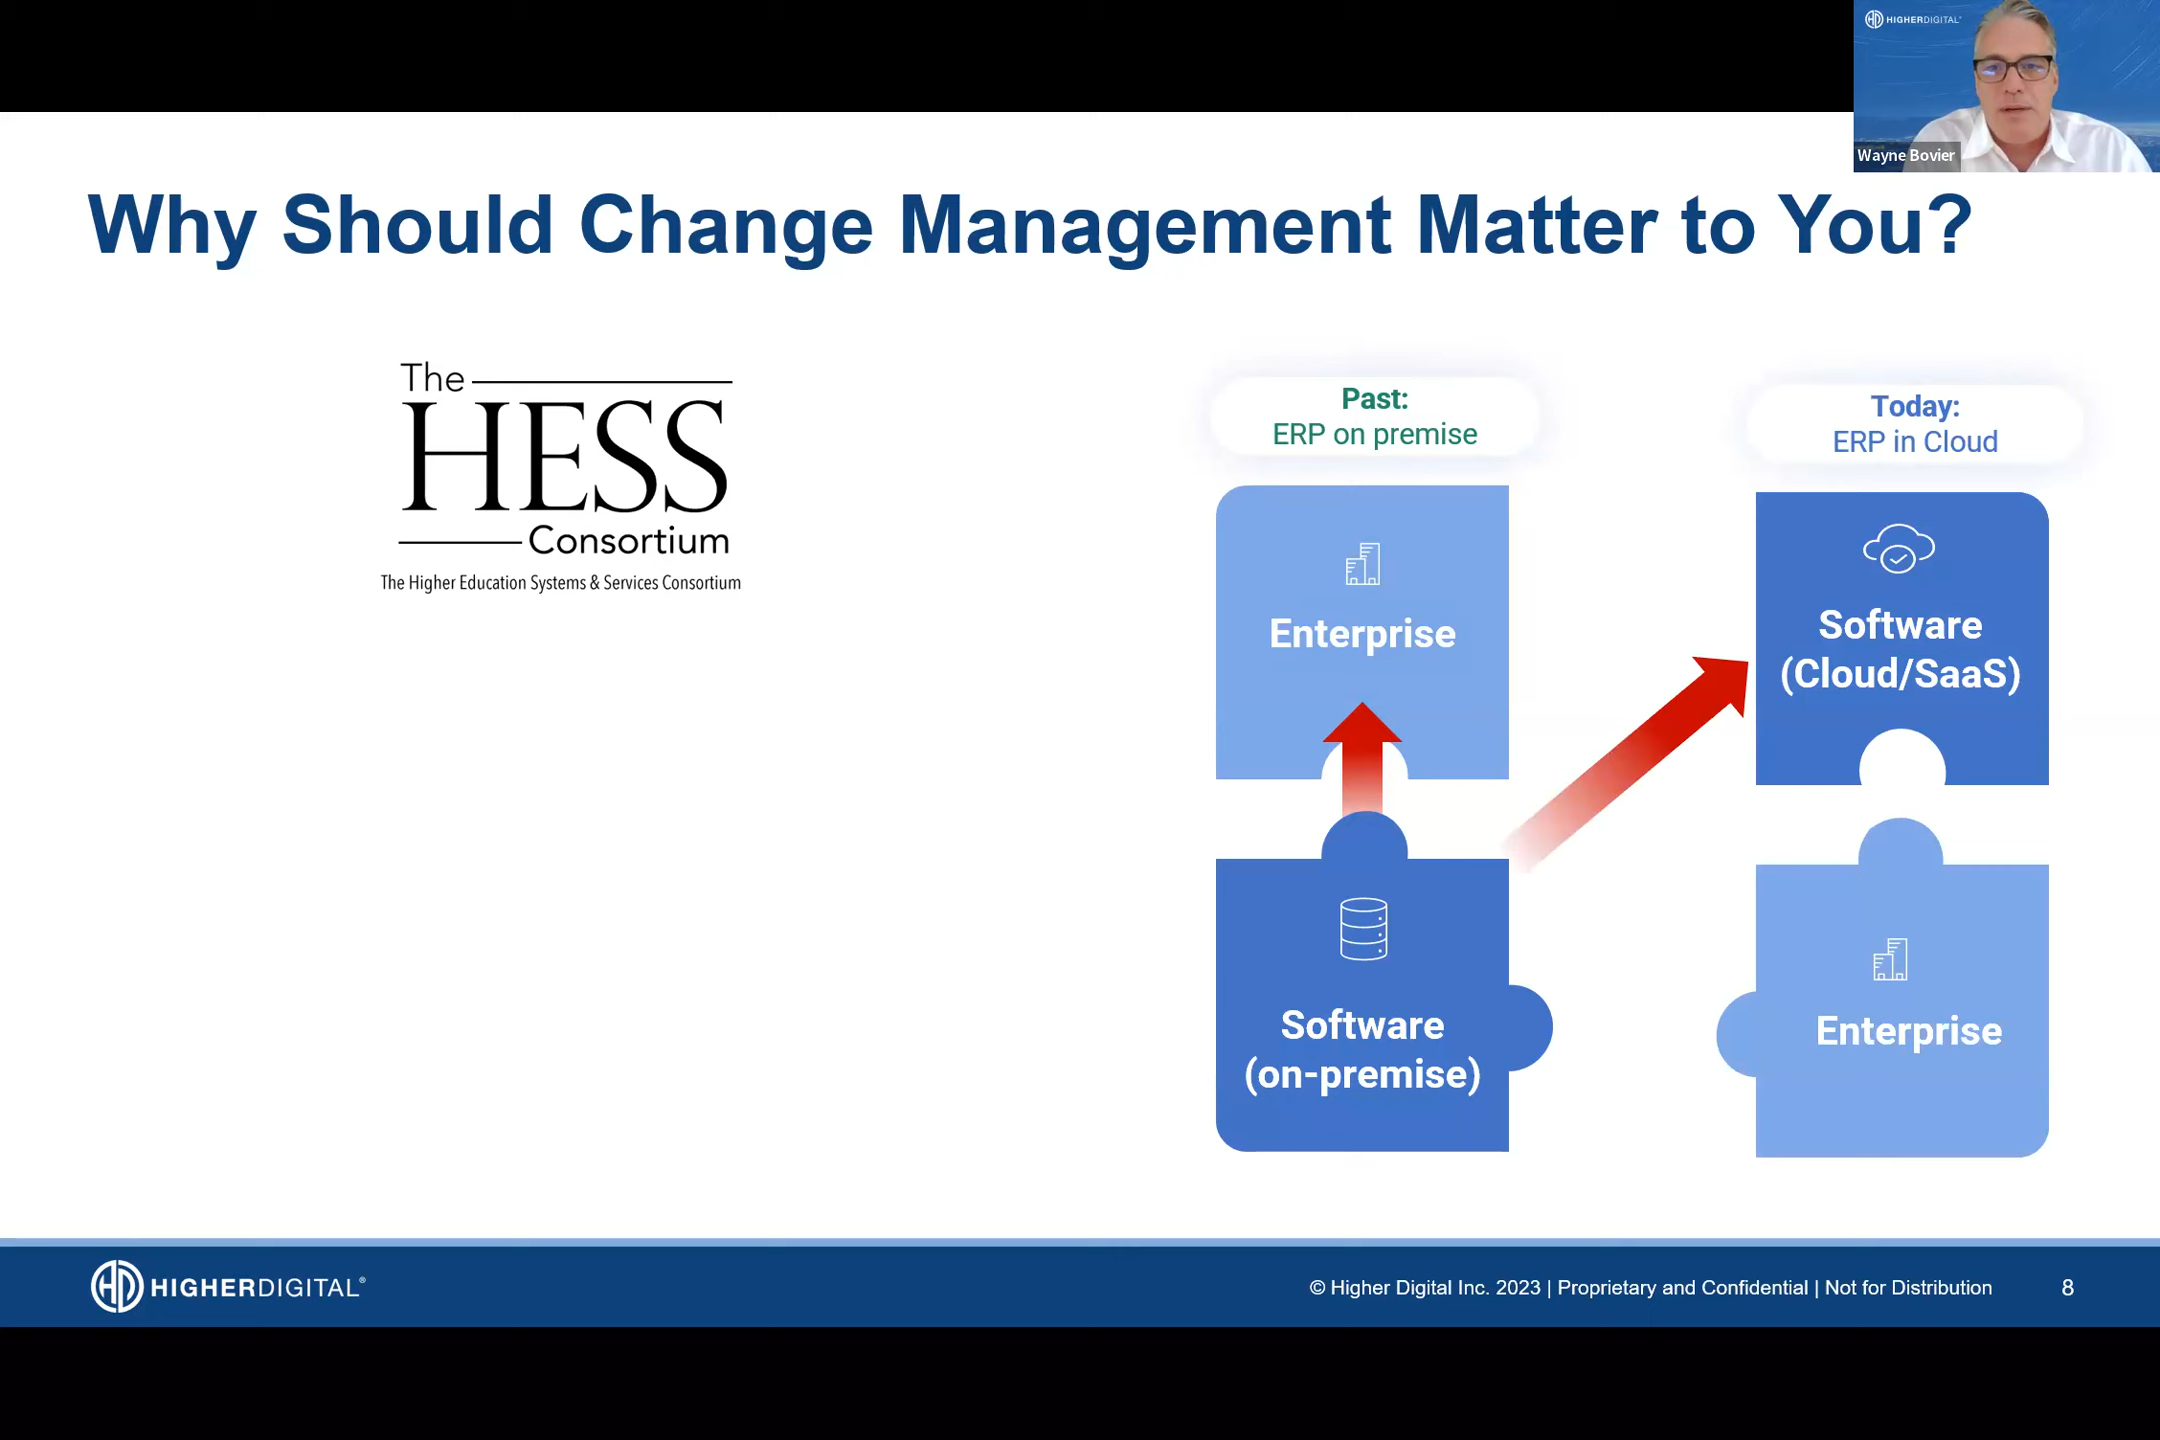 HIGHERDIGITAL
Wayne Bovier
Why Should Change Management Matter to You?
The
HESS
Consortium
The Higher Education Systems & Services Consortium
Past:
ERP on premise
Enterprise
Software
(on-premise)
Today:
ERP in Cloud
Software
(Cloud/SaaS)
Enterprise
HIGHERDIGITAL®
© Higher Digital Inc. 2023 | Proprietary and Confidential | Not for Distribution
8